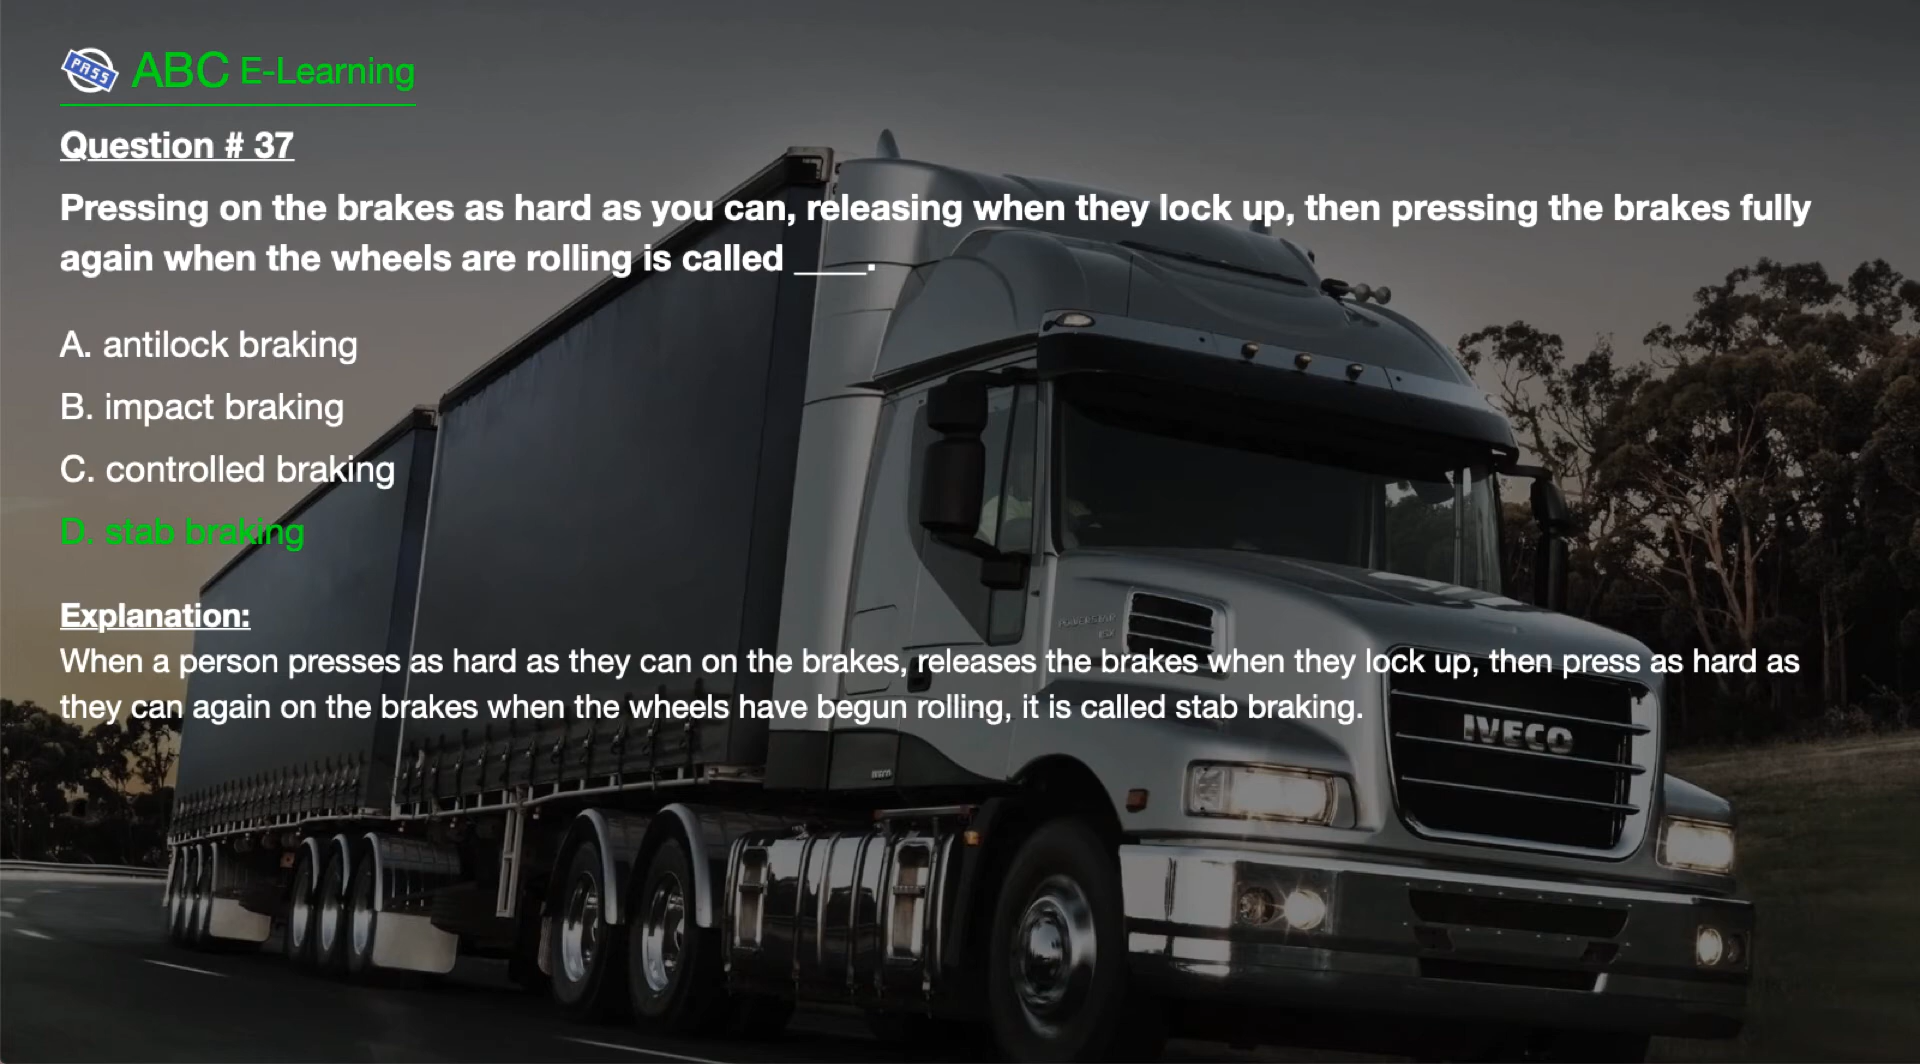 PASS
ABC E-Learning
Question # 37
Pressing on the brakes as hard as you can, releasing when they lock up, then pressing the brakes fully
again when the wheels are rolling is called ____.
A. antilock braking
B. impact braking
C. controlled braking
D. stab braking
Explanation:
When a person presses as hard as they can on the brakes, releases the brakes when they lock up, then press as hard as
they can again on the brakes when the wheels have begun rolling, it is called stab braking.
POWERSTAR
IVECO
IVECO